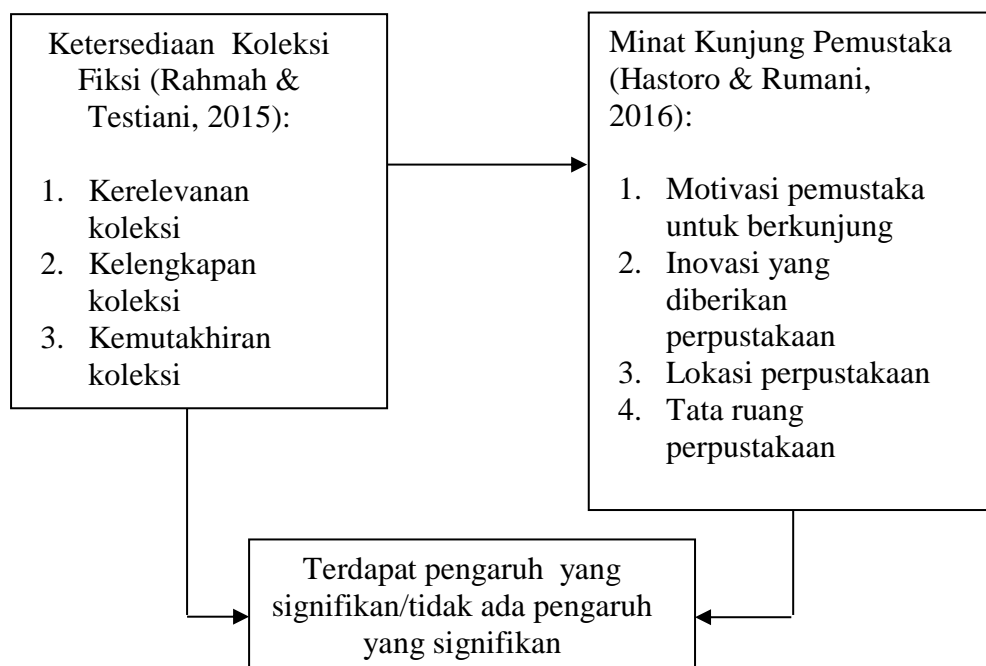 Ketersediaan Koleksi
Fiksi (Rahmah &
Testiani, 2015):
1. Kerelevanan
koleksi
2. Kelengkapan
koleksi
3. Kemutakhiran
koleksi
Minat Kunjung Pemustaka
(Hastoro & Rumani,
2016):
1. Motivasi pemustaka
untuk berkunjung
2. Inovasi yang
diberikan
perpustakaan
3. Lokasi perpustakaan
4. Tata ruang
perpustakaan
Terdapat pengaruh yang
signifikan/tidak ada pengaruh
yang signifikan